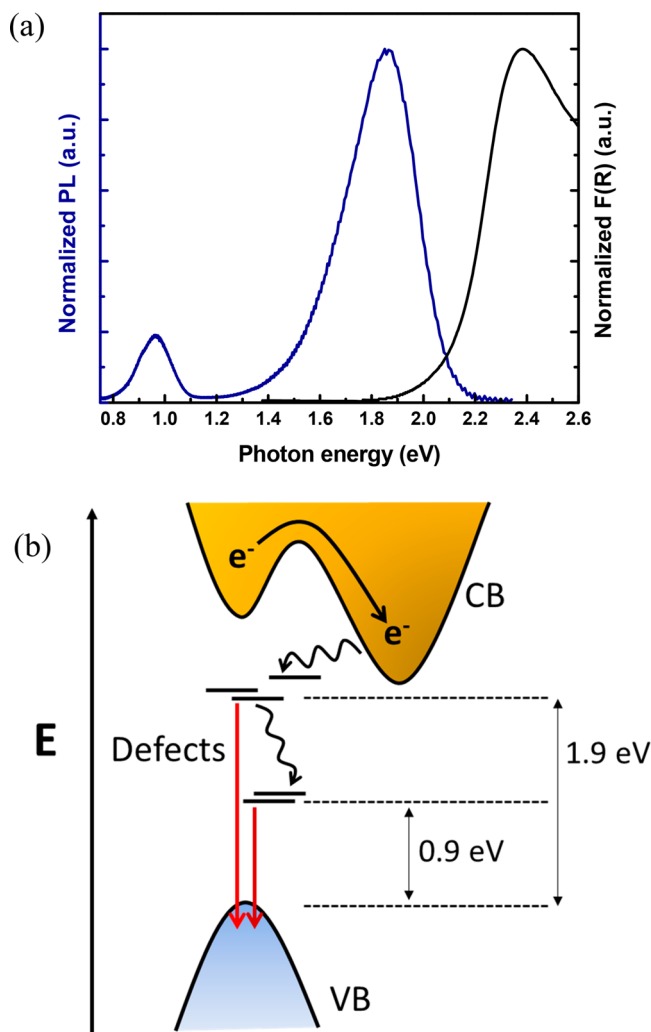 (a)
Normalized PL (a.u.)
Normalized F(R) (a.u.)
0.8 1.0 1.2 1.4 1.6 1.8 2.0 2.2 2.4 2.6
Photon energy (eV)
(b)
e-
CB
e-
E
Defects
1.9 eV
0.9 eV
VB